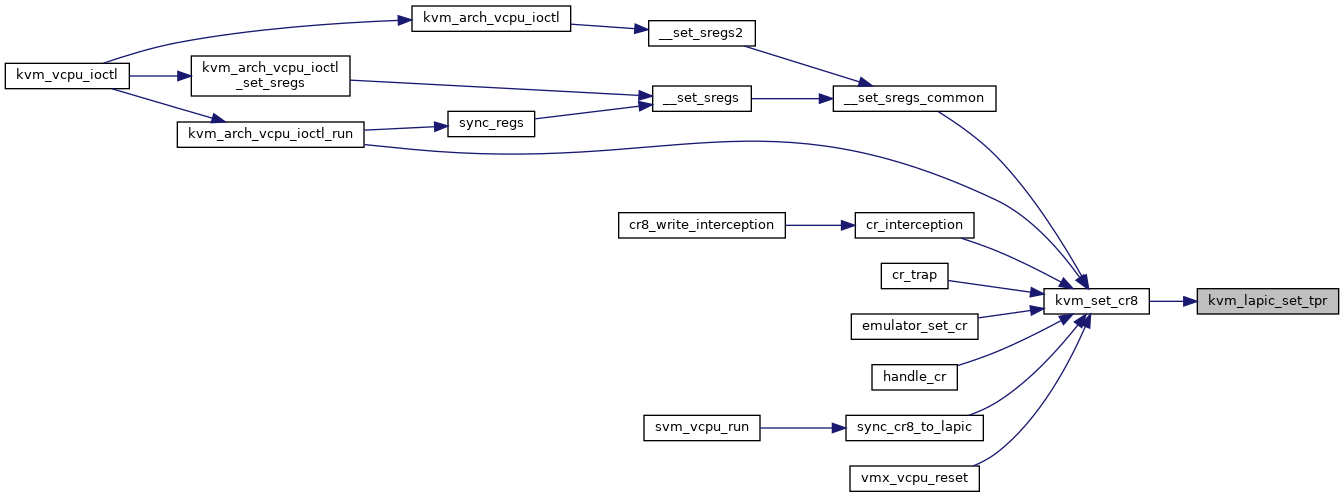 kvm_arch_vcpu_ioctl
__set_sregs2
kvm_vcpu_ioctl
kvm_arch_vcpu_ioctl
_set_sregs
__set_sregs
__set_sregs_common
sync_regs
kvm_arch_vcpu_ioctl_run
cr8_write_interception
cr_interception
cr_trap
kvm_set_cr8
kvm_lapic_set_tpr
emulator_set_cr
handle_cr
svm_vcpu_run
sync_cr8_to_lapic
vmx_vcpu_reset